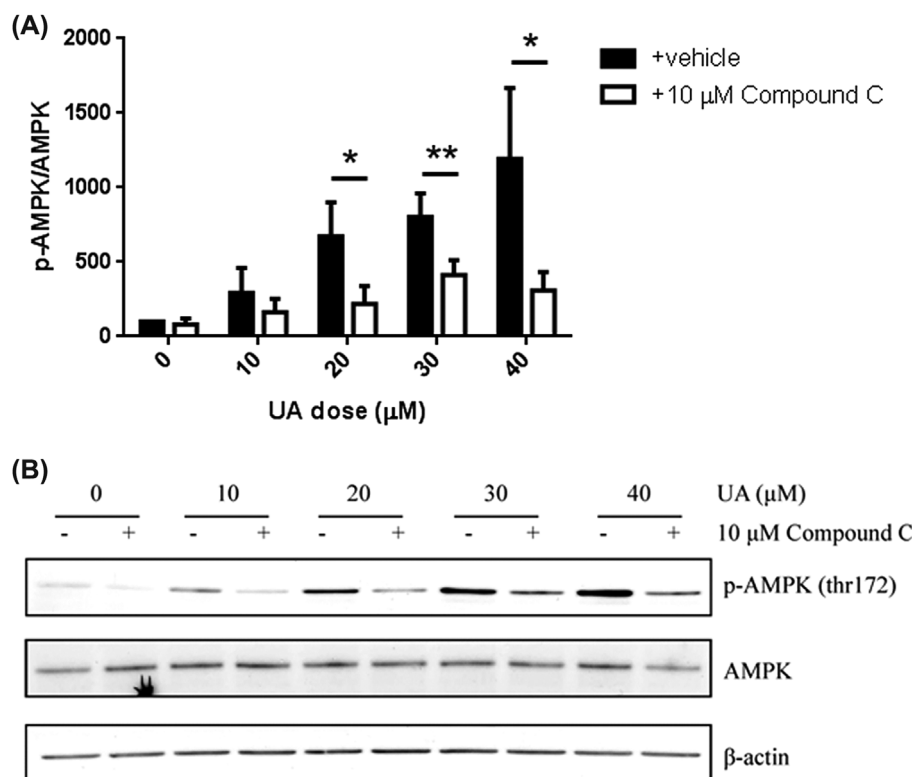 (A)
2000
1500
1000
500
0
p-AMPK/AMPK
* ** *
0 10 20 30 40
UA dose (μM)
+vehicle
+10 μM Compound C
(B)
0 10 20 30 40 UA (μM)
- + - + - + - + - + 10 μM Compound C
p-AMPK (thr172)
AMPK
β-actin